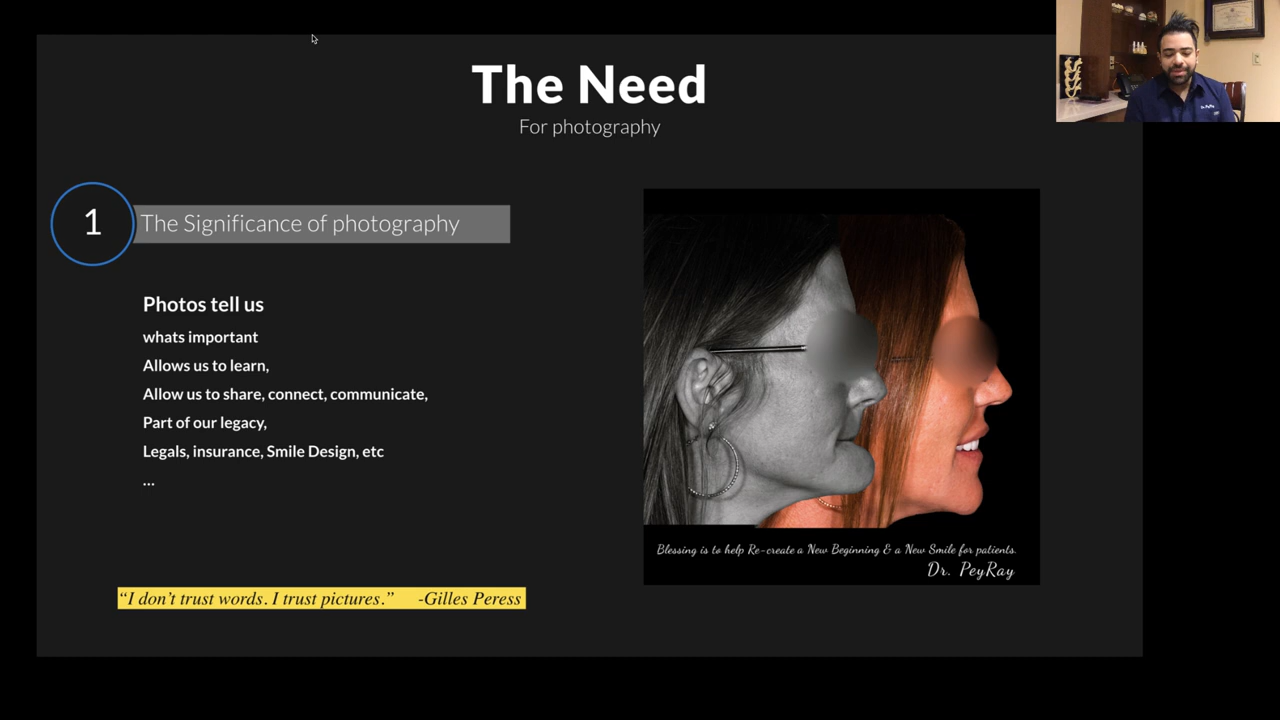 The Need
For photography
1
The Significance of photography
Photos tell us
whats important
Allows us to learn,
Allow us to share, connect, communicate,
Part of our legacy,
Legals, insurance, Smile Design, etc
...
“I don’t trust words. I trust pictures.” -Gilles Peress
Blessing is to help Re-create a New Beginning & a New Smile for patients.
Dr. PeyRay